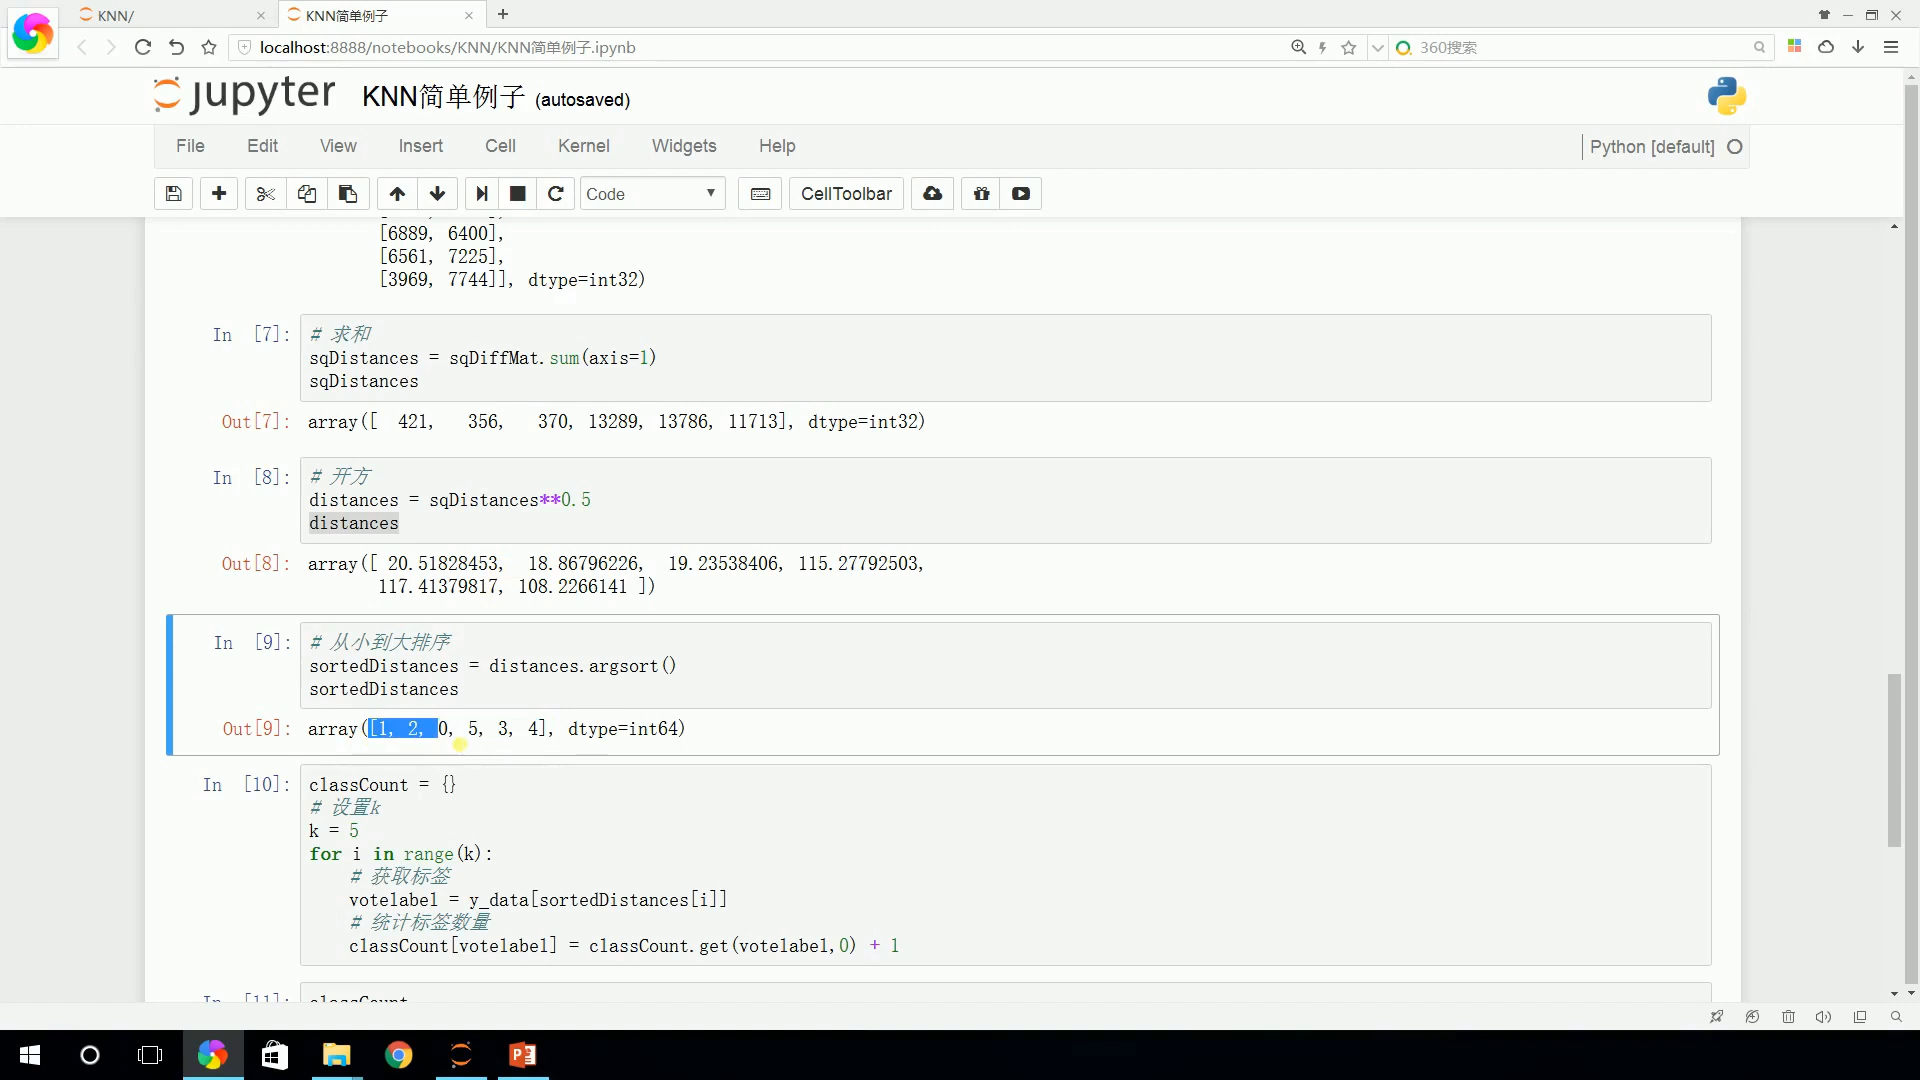 KNN/
KNN简单例子
localhost:8888/notebooks/KNN/KNN简单例子.ipynb
360搜索
jupyter KNN简单例子 (autosaved)
File Edit View Insert Cell Kernel Widgets Help
Python [default]
Code
CellToolbar
[6889, 6400],
[6561, 7225],
[3969, 7744]], dtype=int32)
In [7]:
# 求和
sqDistances = sqDiffMat.sum(axis=1)
sqDistances
Out[7]: array([ 421, 356, 370, 13289, 13786, 11713], dtype=int32)
In [8]:
# 开方
distances = sqDistances**0.5
distances
Out[8]: array([ 20.51828453, 18.86796226, 19.23538406, 115.27792503,
117.41379817, 108.2266141 ])
In [9]:
# 从小到大排序
sortedDistances = distances.argsort()
sortedDistances
Out[9]: array([1, 2, 0, 5, 3, 4], dtype=int64)
In [10]:
classCount = {}
# 设置k
k = 5
for i in range(k):
# 获取标签
votelabel = y_data[sortedDistances[i]]
# 统计标签数量
classCount[votelabel] = classCount.get(votelabel,0) + 1
In [11]: classCount